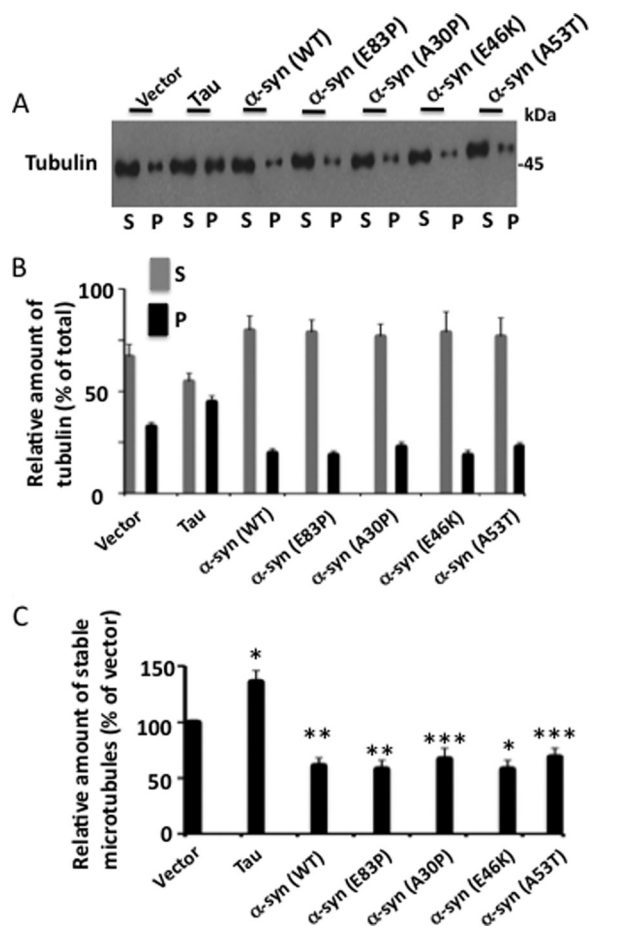 A
Vector Tau α-syn (WT) α-syn (E83P) α-syn (A30P) α-syn (E46K) α-syn (A53T)
kDa
Tubulin -45
S P S P S P S P S P S P S P
B
S
P
Relative amount of
tubulin (% of total)
100
50
0
Vector Tau α-syn (WT) α-syn (E83P) α-syn (A30P) α-syn (E46K) α-syn (A53T)
C
Relative amount of stable
microtubules (% of vector)
150
100
50
0
* ** ** *** * ***
Vector Tau α-syn (WT) α-syn (E83P) α-syn (A30P) α-syn (E46K) α-syn (A53T)